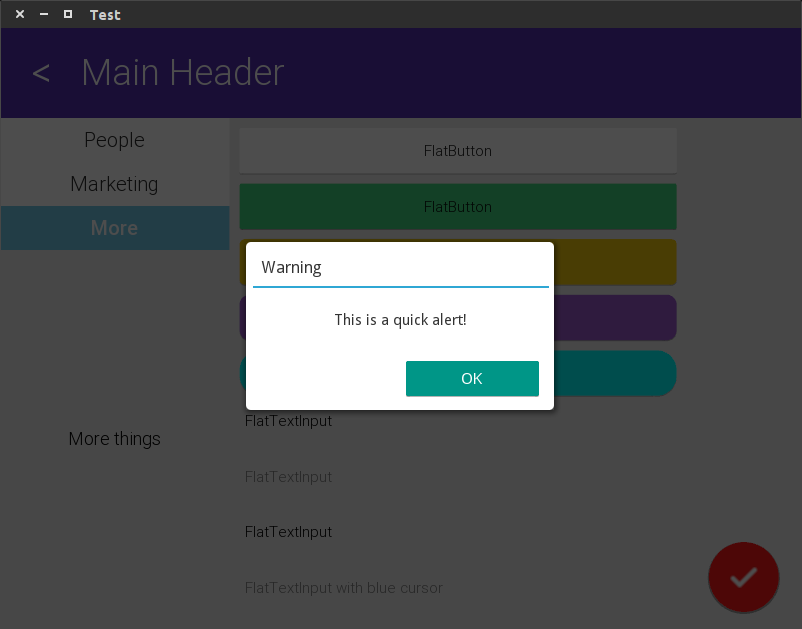 Test
< Main Header
People
Marketing
More
More things
FlatButton
FlatButton
Warning
This is a quick alert!
OK
FlatTextInput
FlatTextInput
FlatTextInput
FlatTextInput with blue cursor